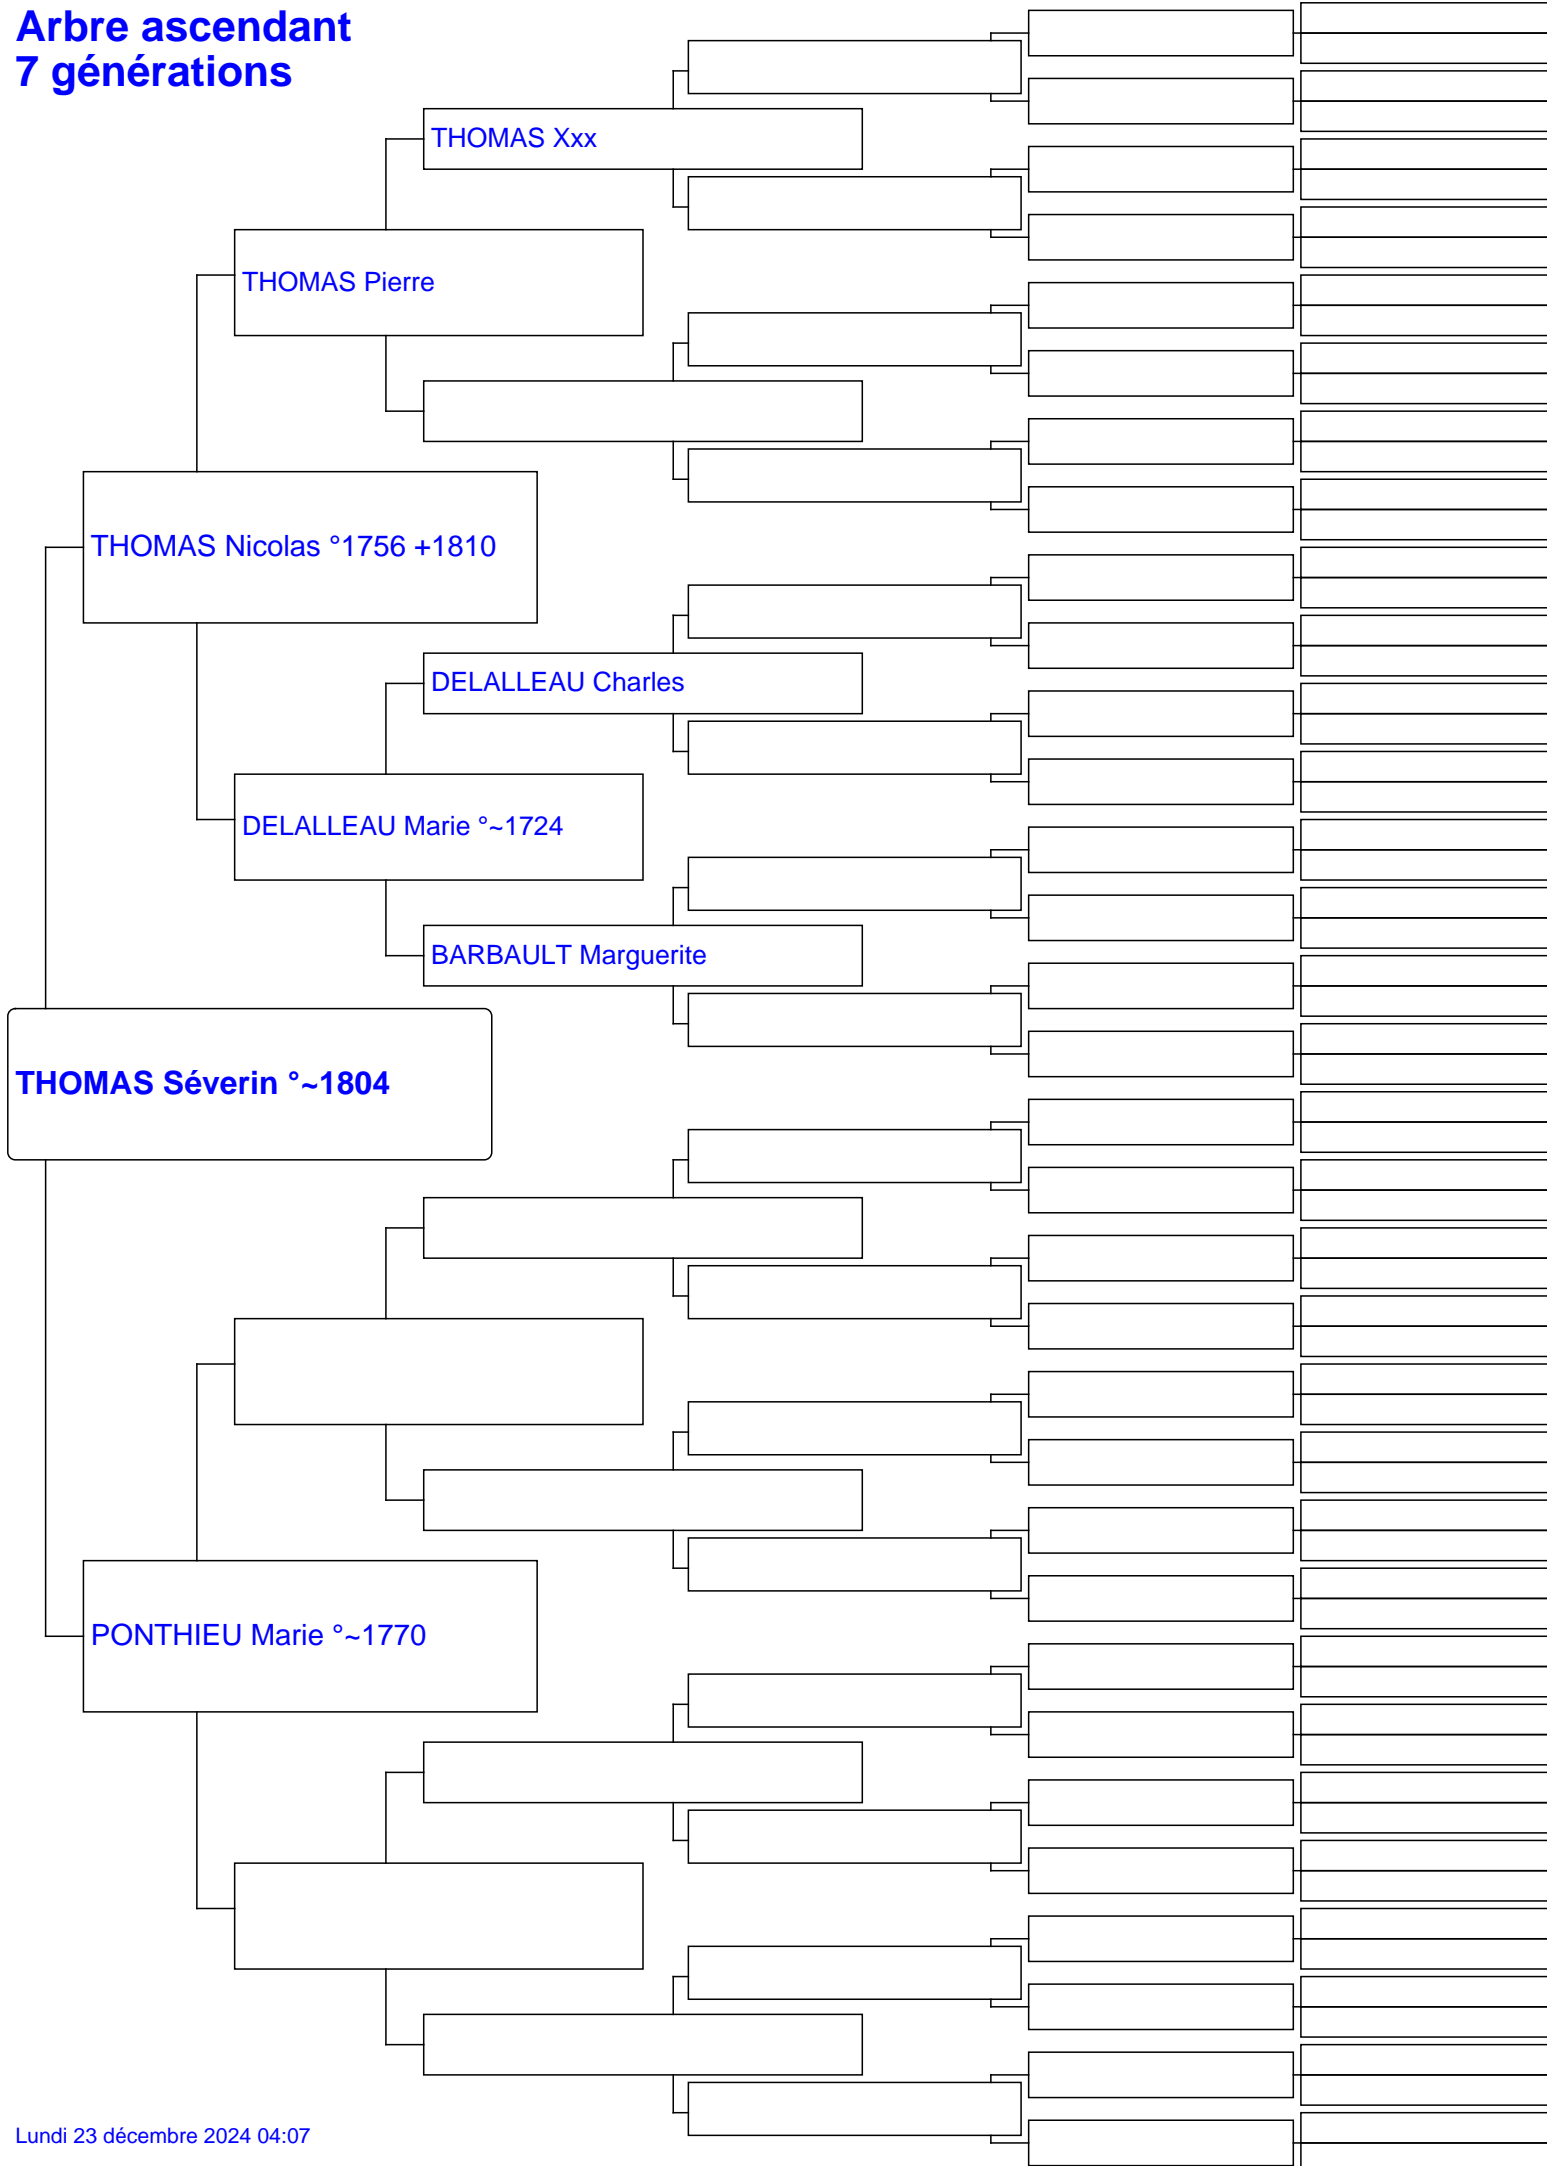 Arbre ascendant
7 générations
THOMAS Xxx
THOMAS Pierre
THOMAS Nicolas °1756 +1810
DELALLEAU Charles
DELALLEAU Marie °~1724
BARBAULT Marguerite
THOMAS Séverin °~1804
PONTHIEU Marie °~1770
Lundi 23 décembre 2024 04:07